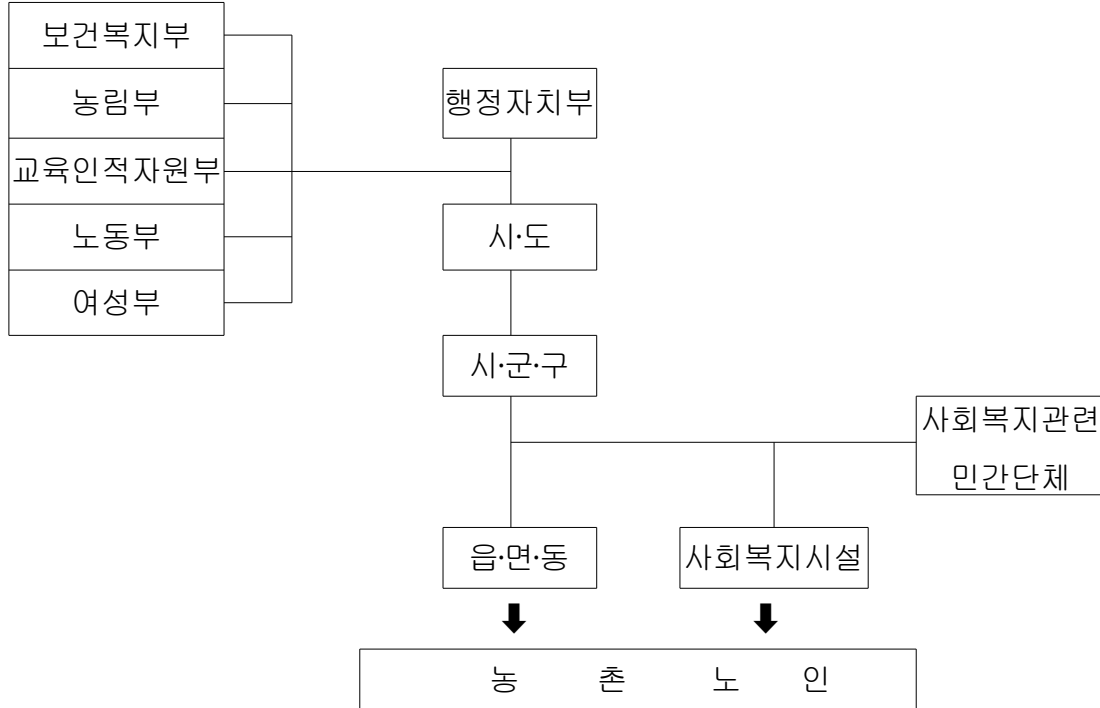 보건복지부
농림부
행정자치부
교육인적자원부
노동부
시·도
여성부
시·군·구
사회복지관련
민간단체
읍·면·동
사회복지시설
농 촌 노 인